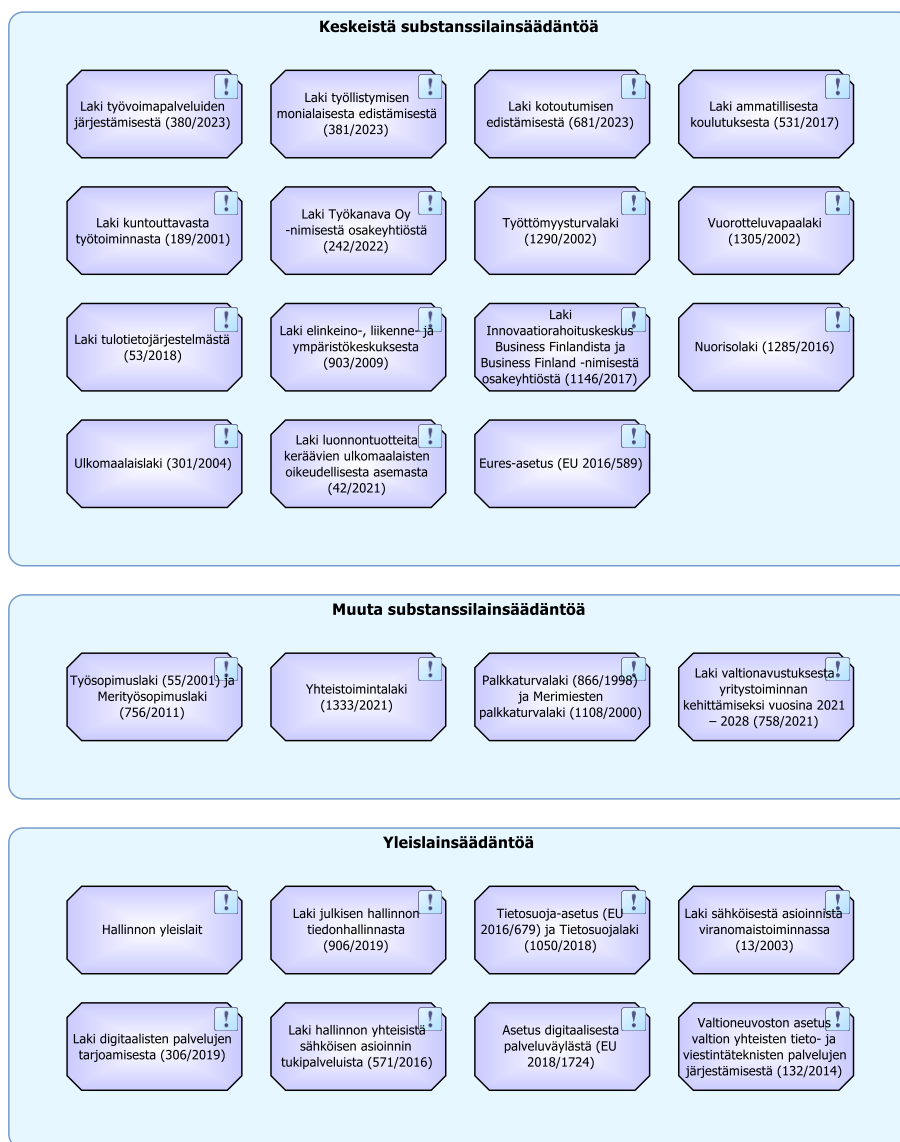 Keskeistä substanssilainsäädäntöä
Laki työvoimapalveluiden
järjestämisestä (380/2023)
Laki työllistymisen
monialaisesta edistämisestä
(381/2023)
Laki kotoutumisen
edistämisestä (681/2023)
Laki ammatillisesta
koulutuksesta (531/2017)
Laki kuntouttavasta
työtoiminnasta (189/2001)
Laki Työkanava Oy
-nimisestä osakeyhtiöstä
(242/2022)
Työttömyysturvalaki
(1290/2002)
Vuorotteluvapaalaki
(1305/2002)
Laki tulotietojärjestelmästä
(53/2018)
Laki elinkeino-, liikenne- ja
ympäristökeskuksesta
(903/2009)
Laki
Innovaatiorahoituskeskus
Business Finlandista ja
Business Finland -nimisestä
osakeyhtiöstä (1146/2017)
Nuorisolaki (1285/2016)
Ulkomaalaislaki (301/2004)
Laki luonnontuotteita
keräävien ulkomaalaisten
oikeudellisesta asemasta
(42/2021)
Eures-asetus (EU 2016/589)
Muuta substanssilainsäädäntöä
Työsopimuslaki (55/2001) ja
Merityösopimuslaki
(756/2011)
Yhteistoimintalaki
(1333/2021)
Palkkaturvalaki (866/1998)
ja Merimiesten
palkkaturvalaki (1108/2000)
Laki valtionavustuksesta
yritystoiminnan
kehittämiseksi vuosina 2021
– 2028 (758/2021)
Yleislainsäädäntöä
Hallinnon yleislait
Laki julkisen hallinnon
tiedonhallinnasta
(906/2019)
Tietosuoja-asetus (EU
2016/679) ja Tietosuojalaki
(1050/2018)
Laki sähköisestä asioinnista
viranomaistoiminnassa
(13/2003)
Laki digitaalisten palvelujen
tarjoamisesta (306/2019)
Laki hallinnon yhteisistä
sähköisen asioinnin
tukipalveluista (571/2016)
Asetus digitaalisesta
palveluväylästä (EU
2018/1724)
Valtioneuvoston asetus
valtion yhteisten tieto- ja
viestintäteknisten palvelujen
järjestämisestä (132/2014)